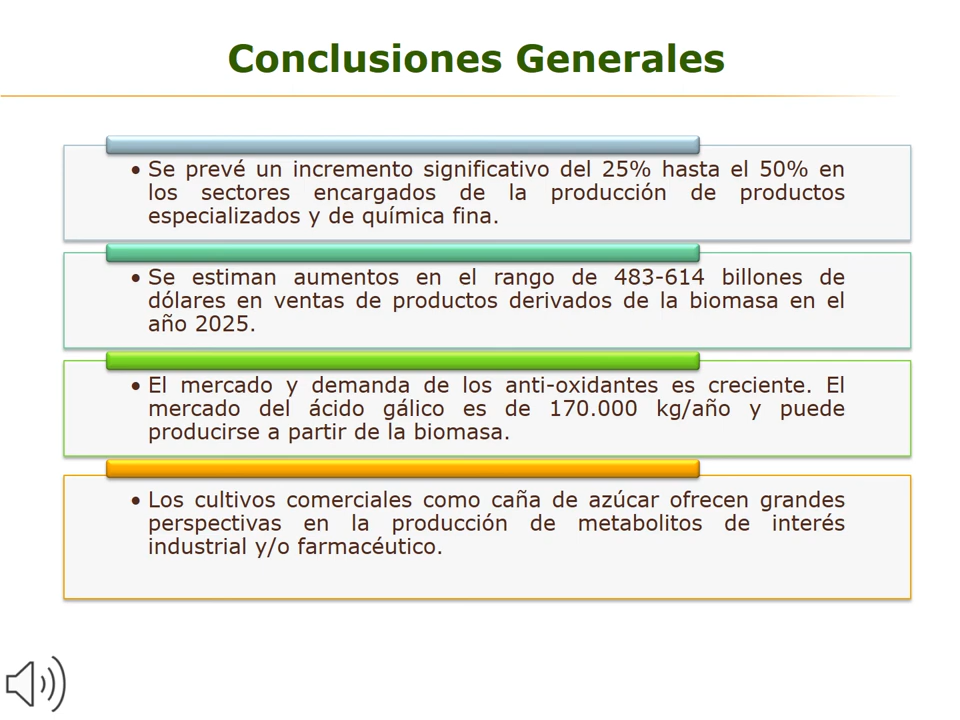 Conclusiones Generales
• Se prevé un incremento significativo del 25% hasta el 50% en
los sectores encargados de la producción de productos
especializados y de química fina.
• Se estiman aumentos en el rango de 483-614 billones de
dólares en ventas de productos derivados de la biomasa en el
año 2025.
• El mercado y demanda de los anti-oxidantes es creciente. El
mercado del ácido gálico es de 170.000 kg/año y puede
producirse a partir de la biomasa.
• Los cultivos comerciales como caña de azúcar ofrecen grandes
perspectivas en la producción de metabolitos de interés
industrial y/o farmacéutico.